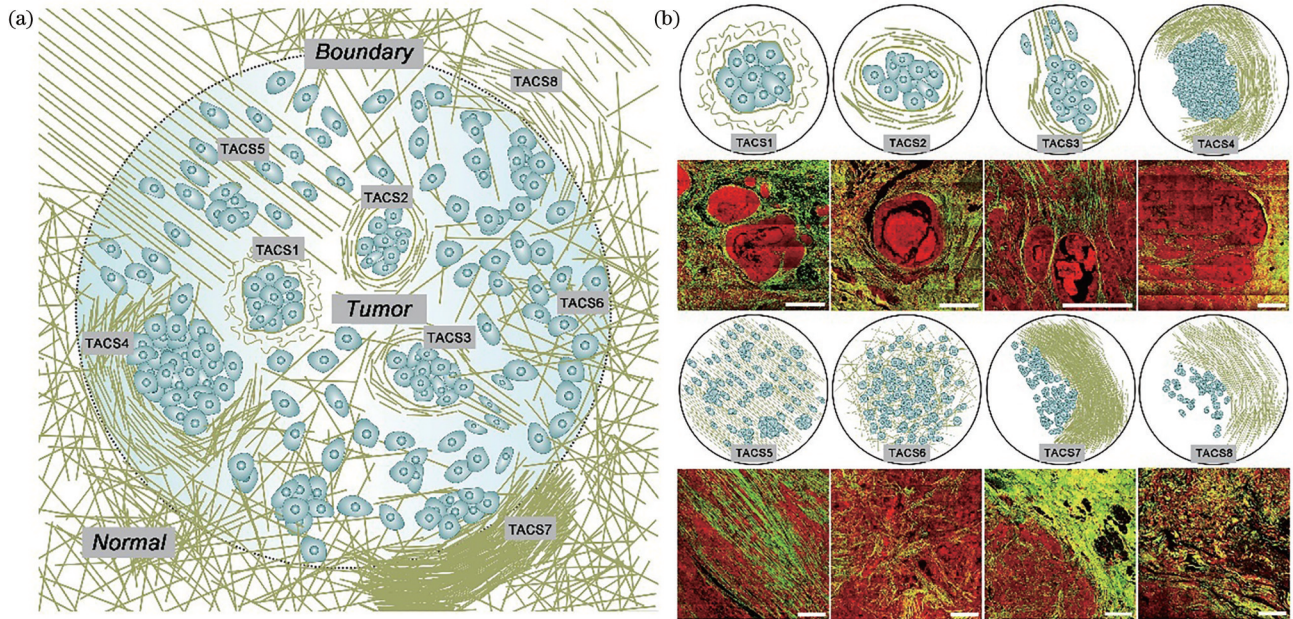 (a)
Boundary
TACS8
TACS5
TACS2
TACS1
Tumor
TACS6
TACS4
TACS3
Normal
TACS7
(b)
TACS1
TACS2
TACS3
TACS4
TACS5
TACS6
TACS7
TACS8